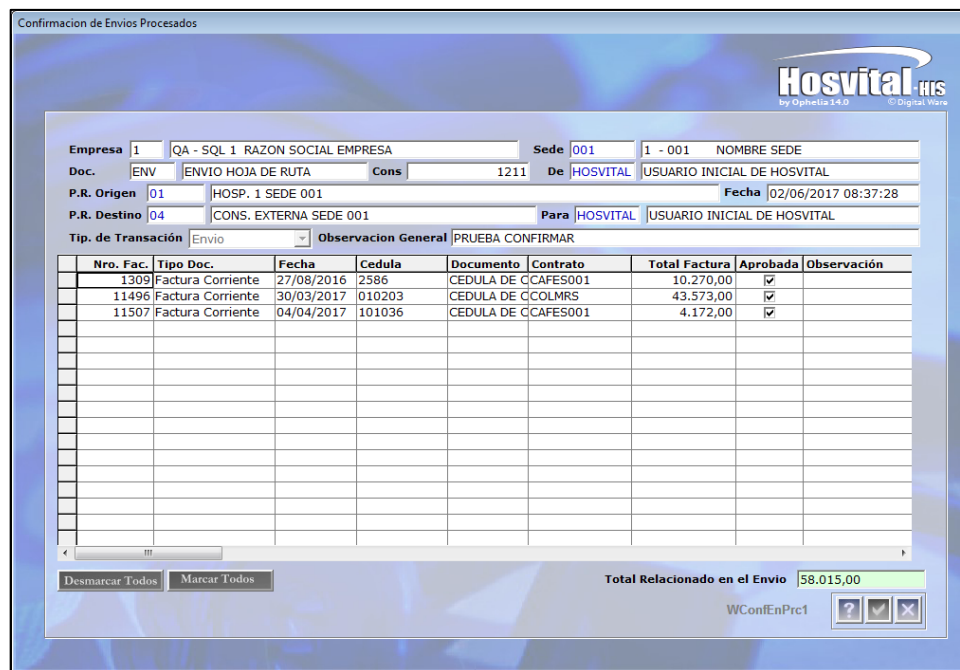 Confirmacion de Envios Procesados
Hosvital-HIS
by Ophelia 14.0 © Digital Ware
Empresa 1 QA - SQL 1 RAZON SOCIAL EMPRESA Sede 001 1 - 001 NOMBRE SEDE
Doc. ENV ENVIO HOJA DE RUTA Cons 1211 De HOSVITAL USUARIO INICIAL DE HOSVITAL
P.R. Origen 01 HOSP. 1 SEDE 001 Fecha 02/06/2017 08:37:28
P.R. Destino 04 CONS. EXTERNA SEDE 001 Para HOSVITAL USUARIO INICIAL DE HOSVITAL
Tip. de Transación Envio Observacion General PRUEBA CONFIRMAR
Nro. Fac. Tipo Doc. Fecha Cedula Documento Contrato Total Factura Aprobada Observación
1309 Factura Corriente 27/08/2016 2586 CEDULA DE C CAFES001 10.270,00
11496 Factura Corriente 30/03/2017 010203 CEDULA DE C COLMRS 43.573,00
11507 Factura Corriente 04/04/2017 101036 CEDULA DE C CAFES001 4.172,00
Desmarcar Todos Marcar Todos Total Relacionado en el Envio 58.015,00
WConfEnPrc1 ?